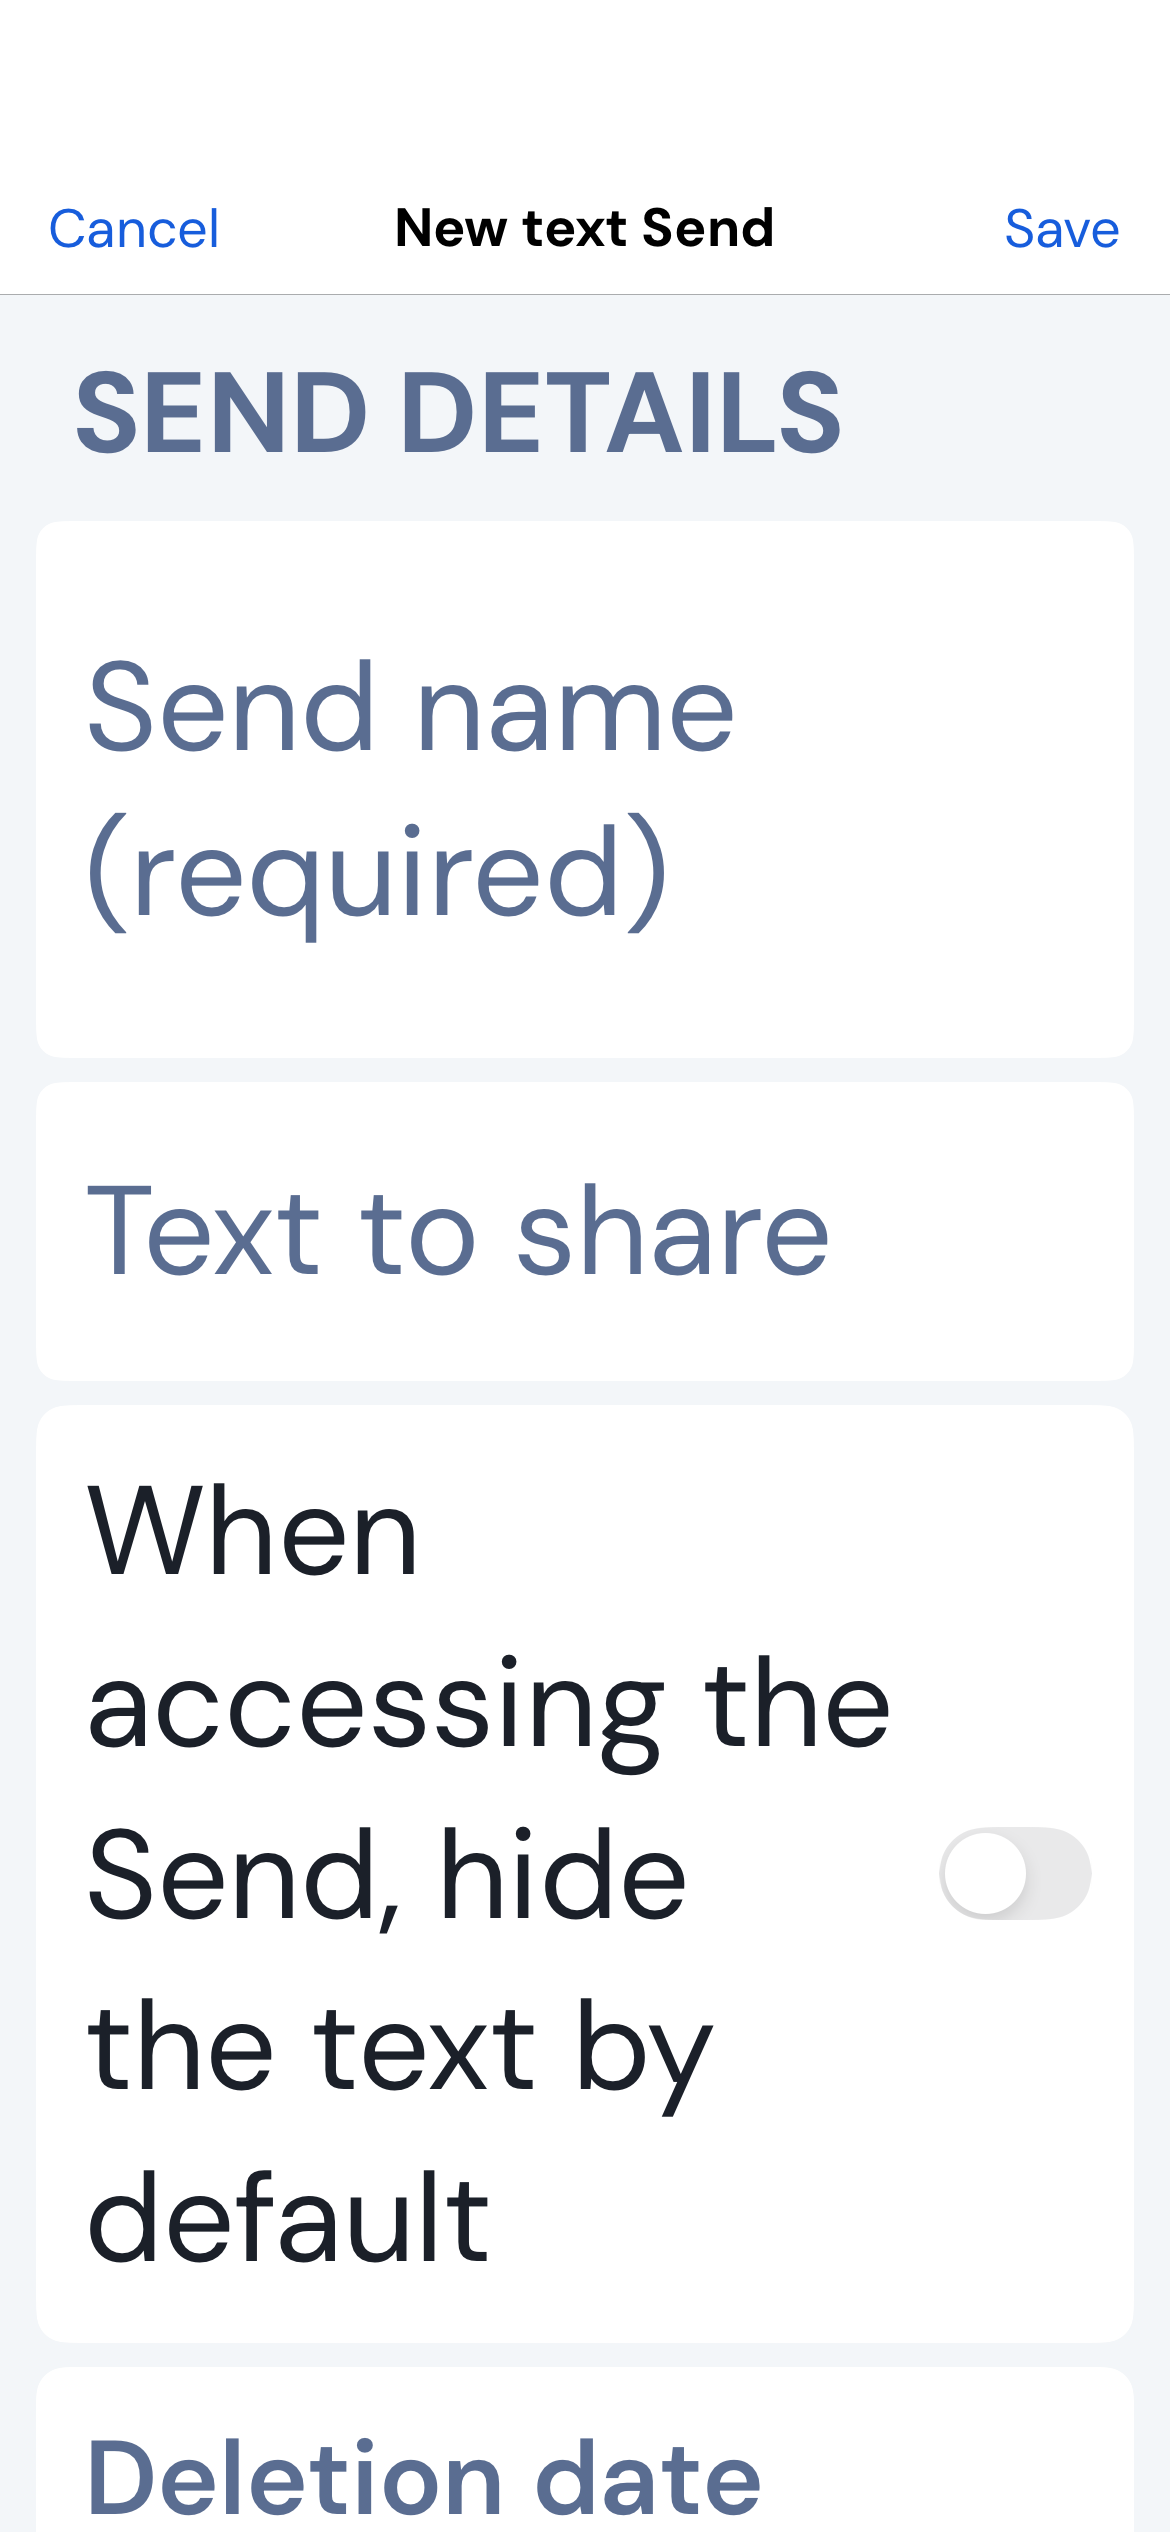 Cancel New text Send Save
SEND DETAILS
Send name
(required)
Text to share
When
accessing the
Send, hide
the text by
default
Deletion date